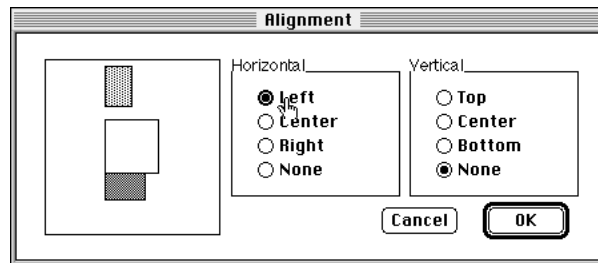 Alignment
Horizontal
Left
Center
Right
None
Vertical
Top
Center
Bottom
None
Cancel
OK